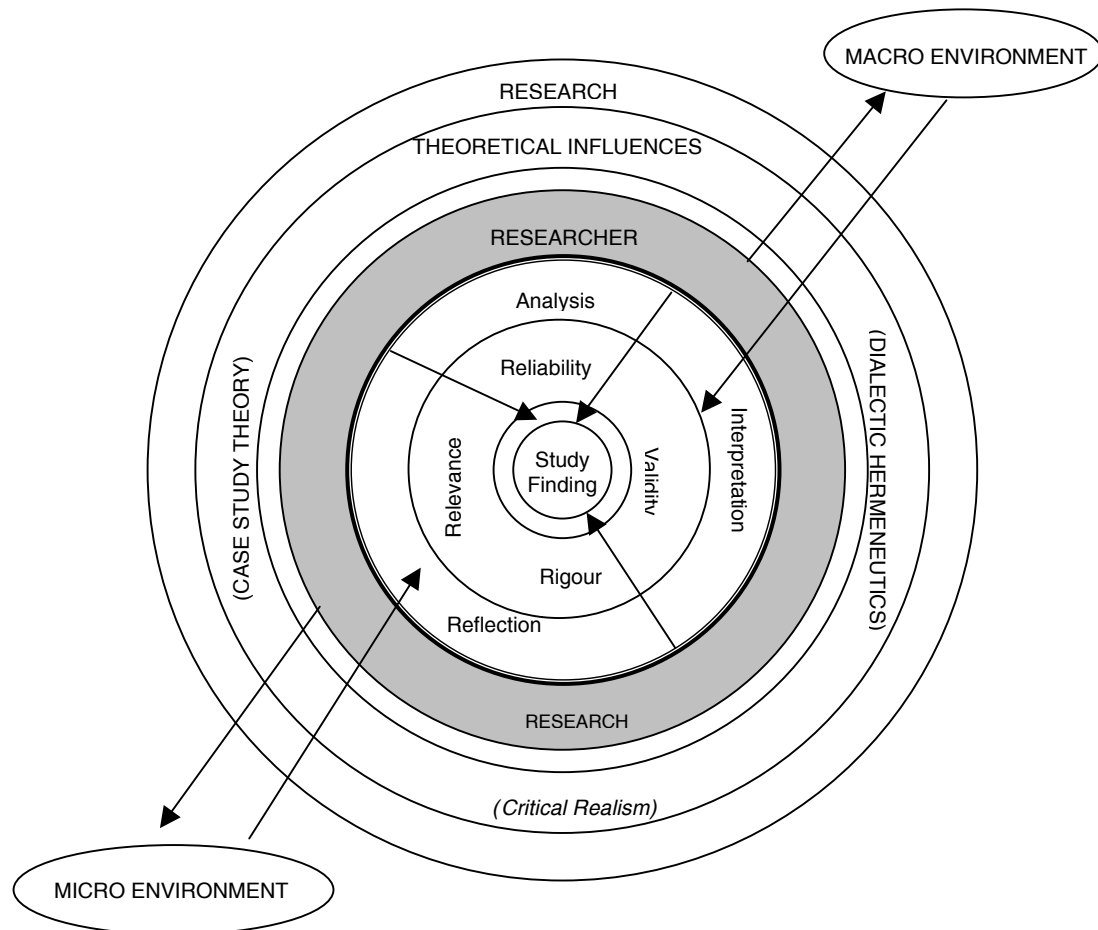 MACRO ENVIRONMENT
RESEARCH
THEORETICAL INFLUENCES
RESEARCHER
Analysis
Reliability
(CASE STUDY THEORY)
Relevance
Study
Finding
Validity
Interpretation
(DIALECTIC HERMENEUTICS)
Rigour
Reflection
RESEARCH
(Critical Realism)
MICRO ENVIRONMENT